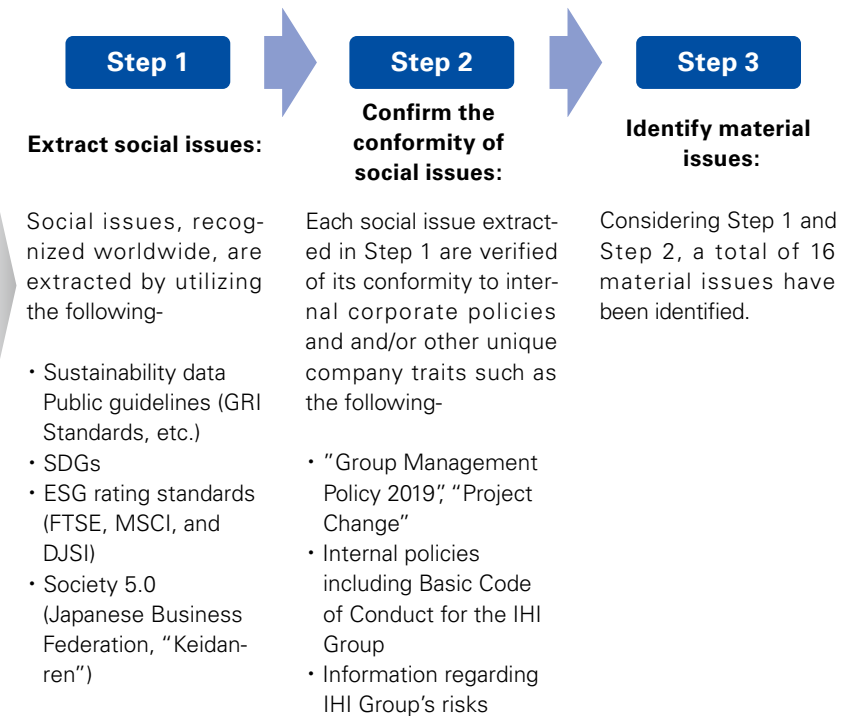 Step 1
Extract social issues:
Social issues, recog-
nized worldwide, are
extracted by utilizing
the following-
・Sustainability data
Public guidelines (GRI
Standards, etc.)
・SDGs
・ESG rating standards
(FTSE, MSCI, and
DJSI)
・Society 5.0
(Japanese Business
Federation, “Keidan-
ren”)
Step 2
Confirm the
conformity of
social issues:
Each social issue extract-
ed in Step 1 are verified
of its conformity to inter-
nal corporate policies
and and/or other unique
company traits such as
the following-
・”Group Management
Policy 2019”, “Project
Change”
・Internal policies
including Basic Code
of Conduct for the IHI
Group
・Information regarding
IHI Group’s risks
Step 3
Identify material
issues:
Considering Step 1 and
Step 2, a total of 16
material issues have
been identified.